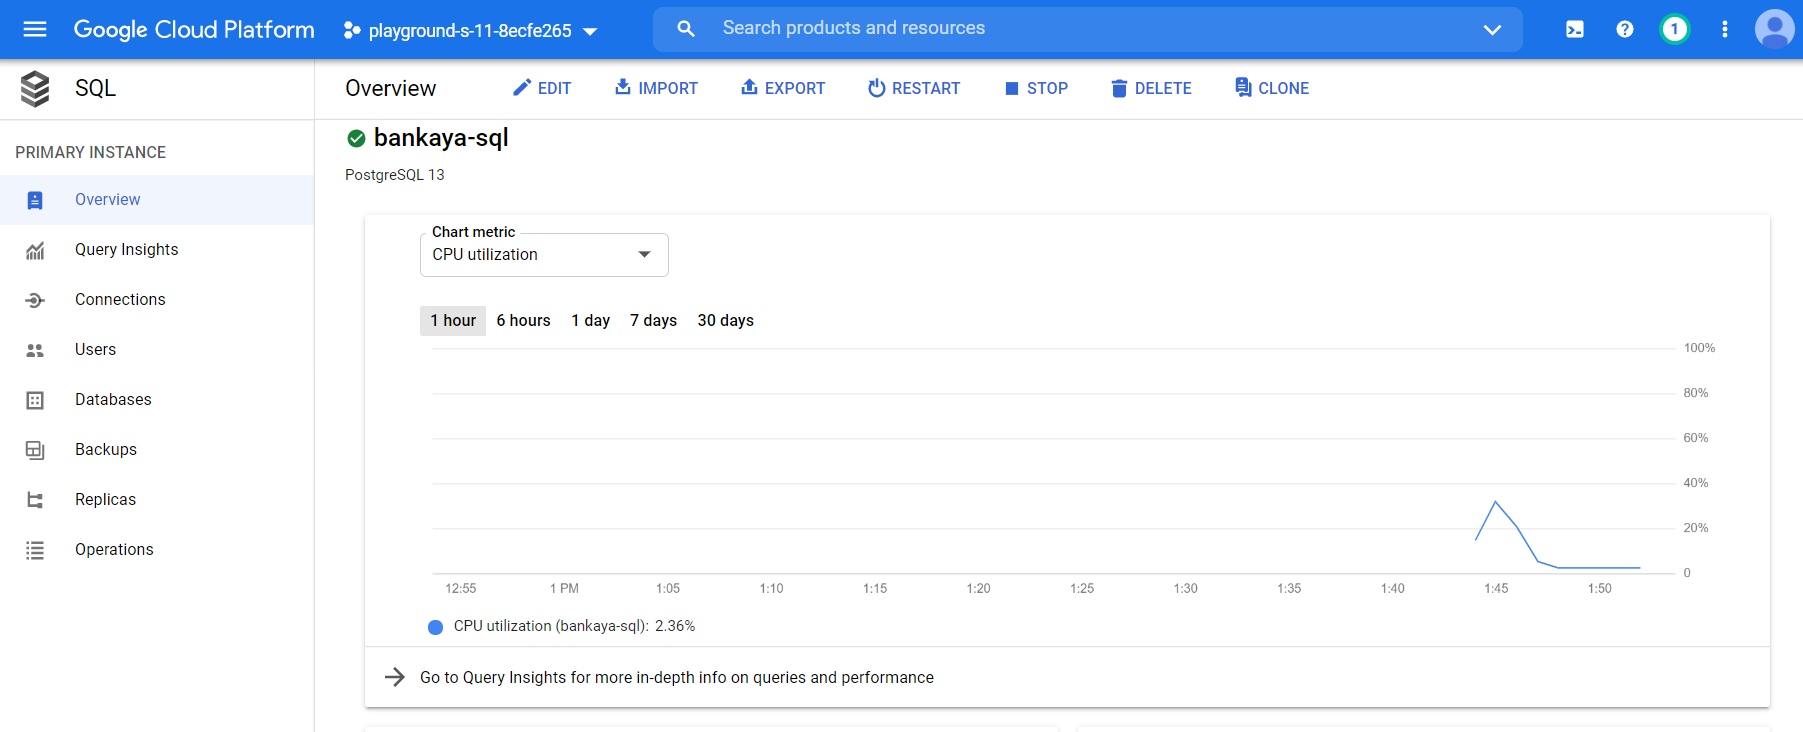 Google Cloud Platform playground-s-11-8ecfe265 Search products and resources 1
SQL Overview EDIT IMPORT EXPORT RESTART STOP DELETE CLONE
bankaya-sql
PostgreSQL 13
PRIMARY INSTANCE
Overview
Query Insights
Connections
Users
Databases
Backups
Replicas
Operations
Chart metric
CPU utilization
1 hour 6 hours 1 day 7 days 30 days
100%
80%
60%
40%
20%
0
12:55 1 PM 1:05 1:10 1:15 1:20 1:25 1:30 1:35 1:40 1:45 1:50
CPU utilization (bankaya-sql): 2.36%
Go to Query Insights for more in-depth info on queries and performance